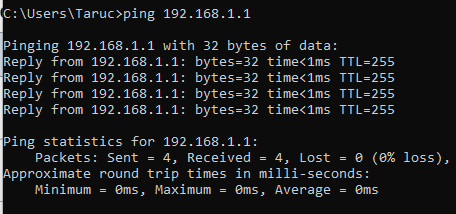 C:\Users\Taruc>ping 192.168.1.1
Pinging 192.168.1.1 with 32 bytes of data:
Reply from 192.168.1.1: bytes=32 time<1ms TTL=255
Reply from 192.168.1.1: bytes=32 time<1ms TTL=255
Reply from 192.168.1.1: bytes=32 time<1ms TTL=255
Reply from 192.168.1.1: bytes=32 time<1ms TTL=255
Ping statistics for 192.168.1.1:
    Packets: Sent = 4, Received = 4, Lost = 0 (0% loss),
Approximate round trip times in milli-seconds:
    Minimum = 0ms, Maximum = 0ms, Average = 0ms